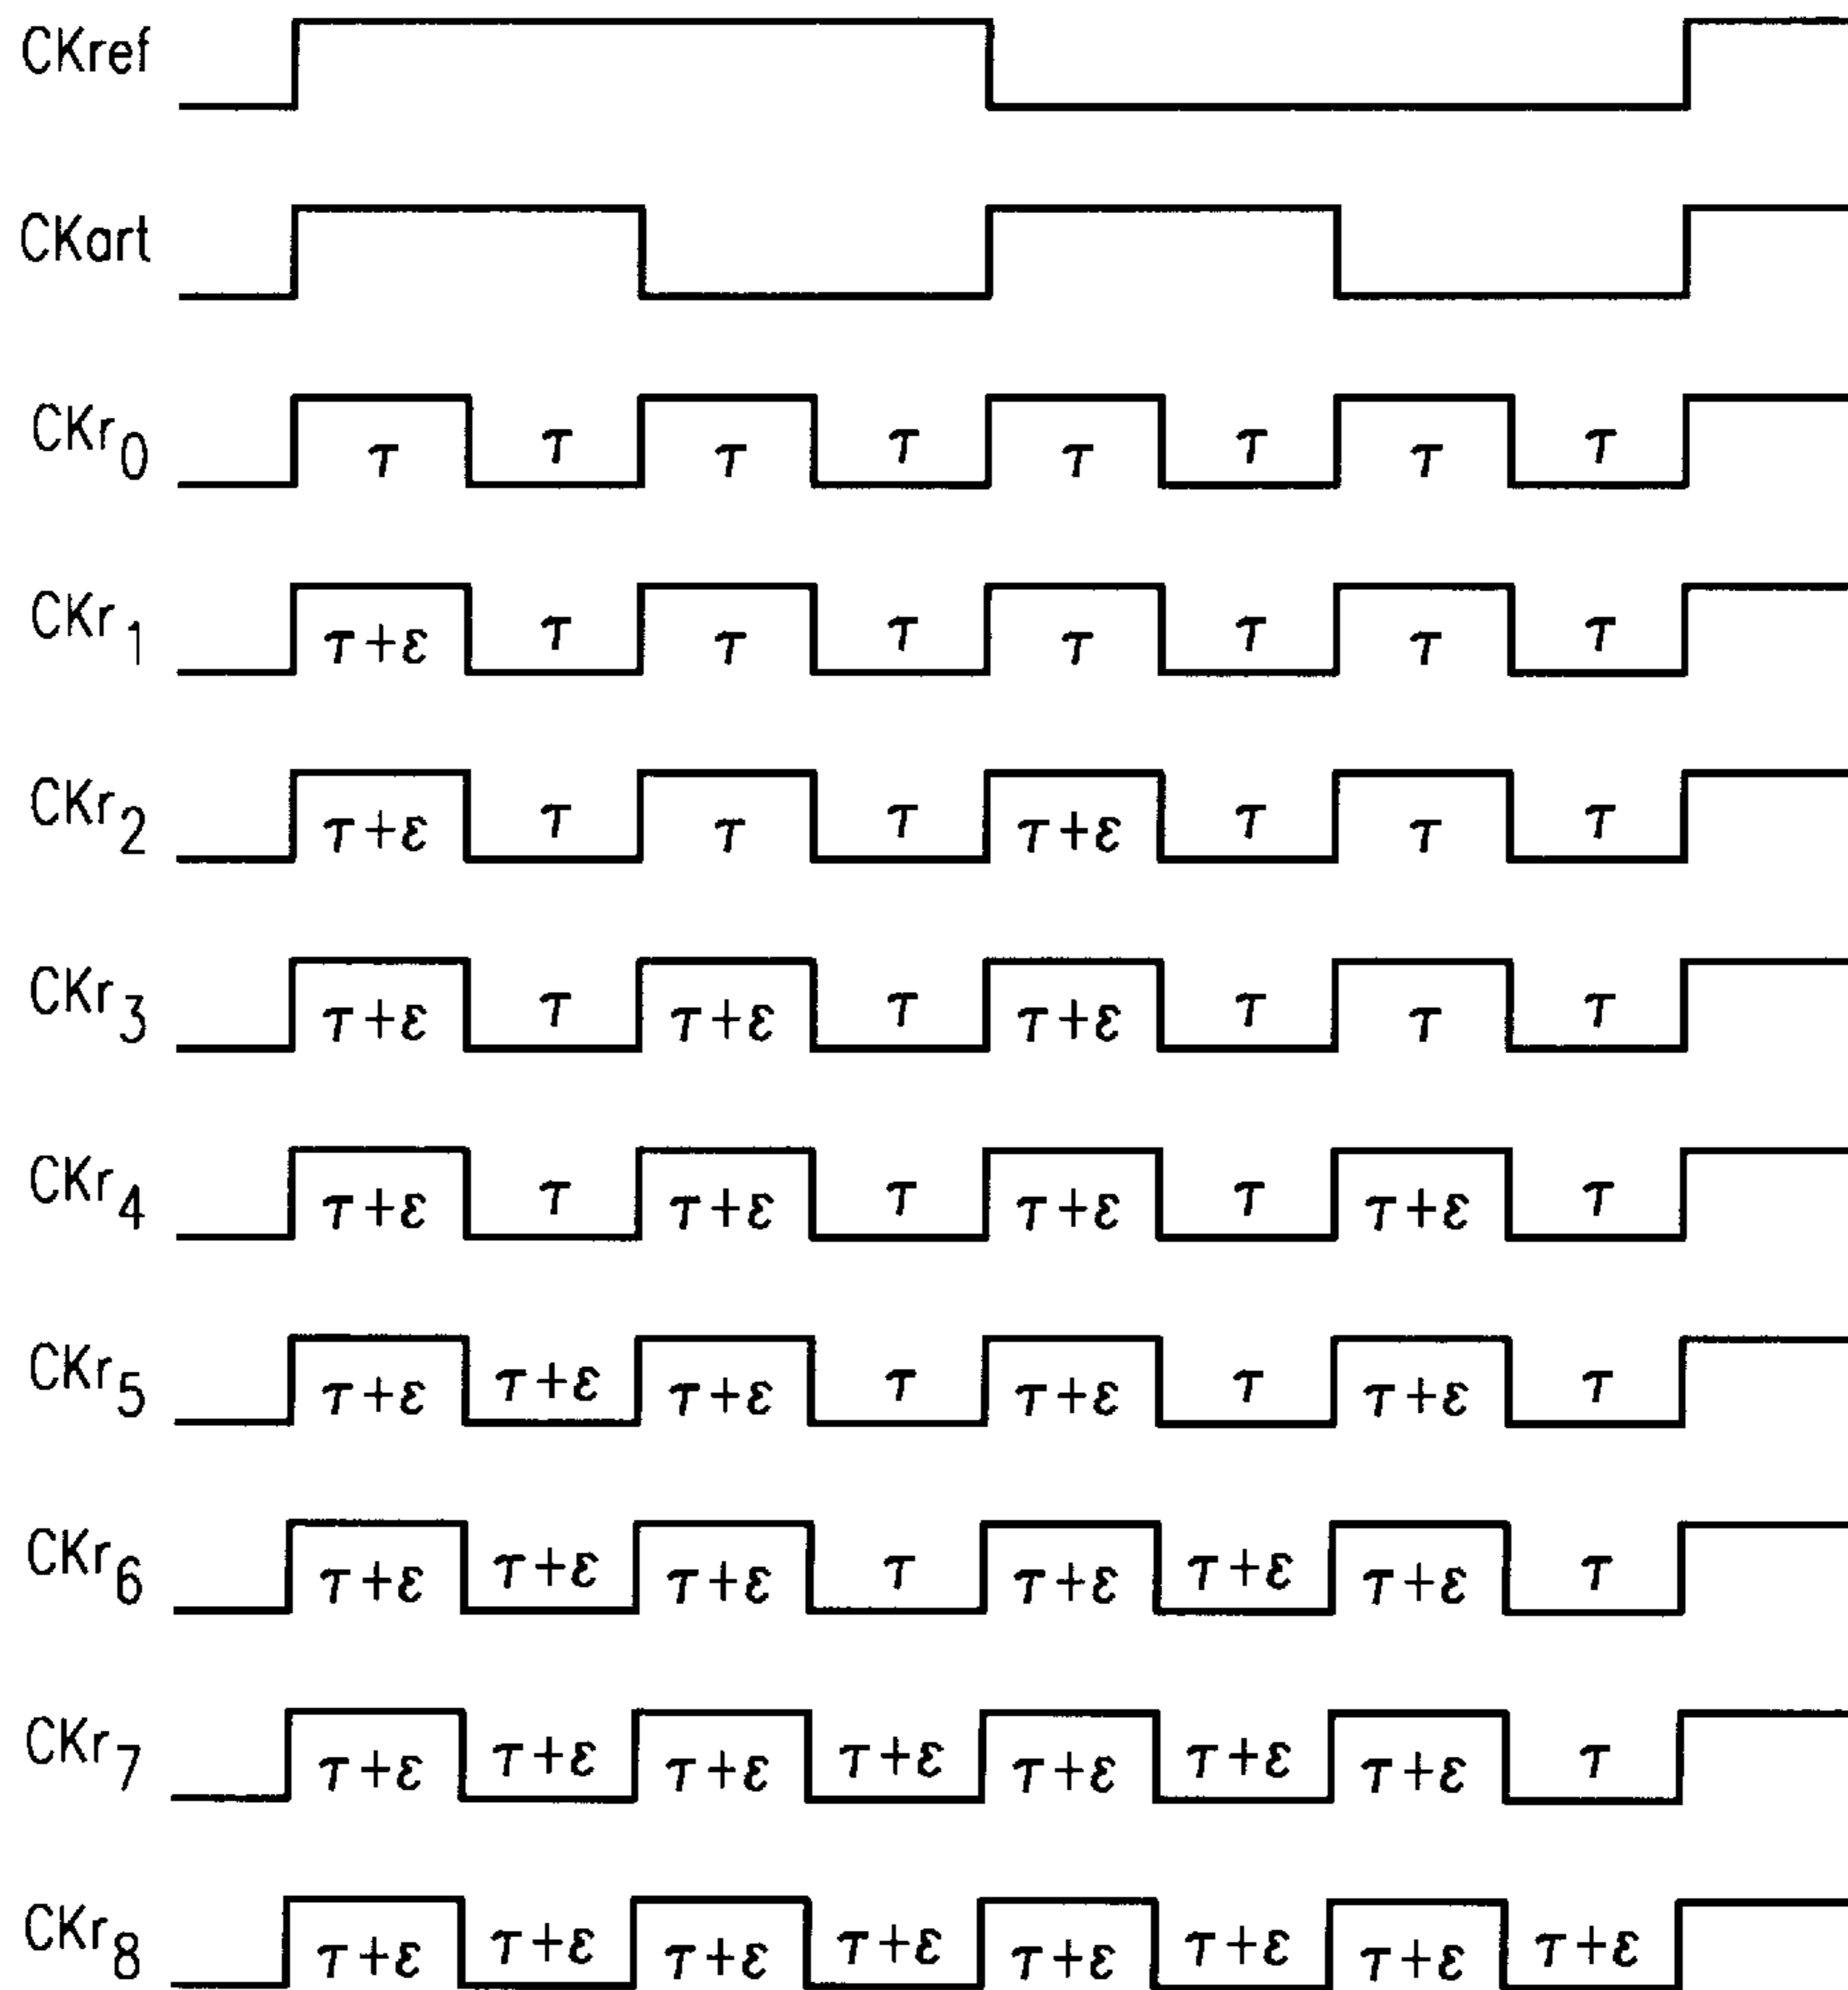 CKref
CKart
CKr0 τ τ τ τ τ τ τ τ
CKr1 τ+ε τ τ τ τ τ τ τ
CKr2 τ+ε τ τ τ τ+ε τ τ τ
CKr3 τ+ε τ τ+ε τ τ+ε τ τ τ
CKr4 τ+ε τ τ+ε τ τ+ε τ τ+ε τ
CKr5 τ+ε τ+ε τ+ε τ τ+ε τ τ+ε τ
CKr6 τ+ε τ+ε τ+ε τ τ+ε τ+ε τ+ε τ
CKr7 τ+ε τ+ε τ+ε τ+ε τ+ε τ+ε τ+ε τ
CKr8 τ+ε τ+ε τ+ε τ+ε τ+ε τ+ε τ+ε τ+ε